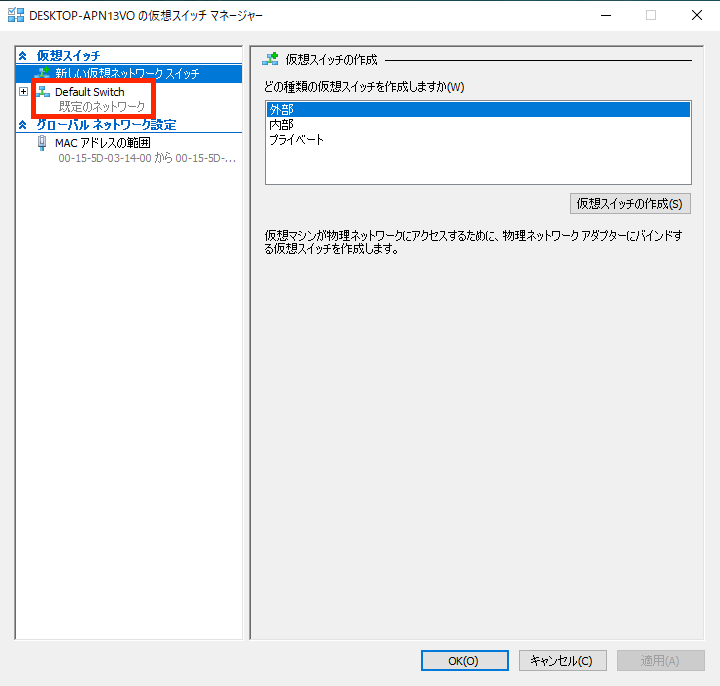 DESKTOP-APN13VO の仮想スイッチ マネージャー
仮想スイッチ
新しい仮想ネットワーク スイッチ
Default Switch
既定のネットワーク
グローバル ネットワーク設定
MAC アドレスの範囲
00-15-5D-03-14-00 から 00-15-5D-...
仮想スイッチの作成
どの種類の仮想スイッチを作成しますか(W)
外部
内部
プライベート
仮想スイッチの作成(S)
仮想マシンが物理ネットワークにアクセスするために、物理ネットワーク アダプターにバインドす
る仮想スイッチを作成します。
OK(O)
キャンセル(C)
適用(A)